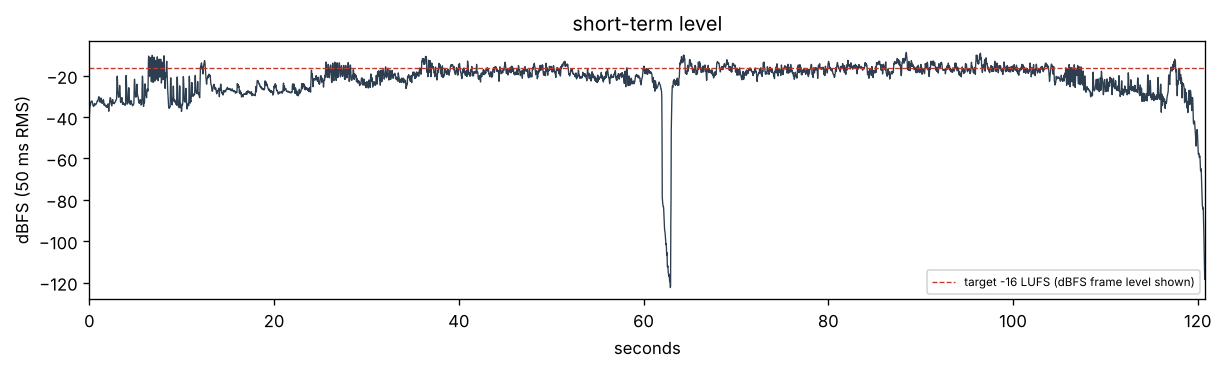 short-term level
dBFS (50 ms RMS)
−20
−40
−60
−80
−100
−120
target -16 LUFS (dBFS frame level shown)
0 20 40 60 80 100 120
seconds